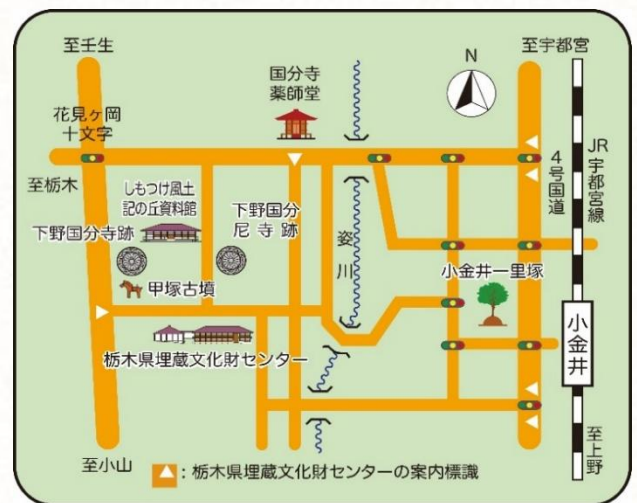 至壬生
花見ヶ岡
十文字
至栃木
国分寺
薬師堂
N
至宇都宮
4号国道
JR宇都宮線
しもつけ風土
記の丘資料館
下野国分寺跡
下野国分
尼寺跡
甲塚古墳
姿川
小金井一里塚
小金井
栃木県埋蔵文化財センター
至小山
至上野
:栃木県埋蔵文化財センターの案内標識